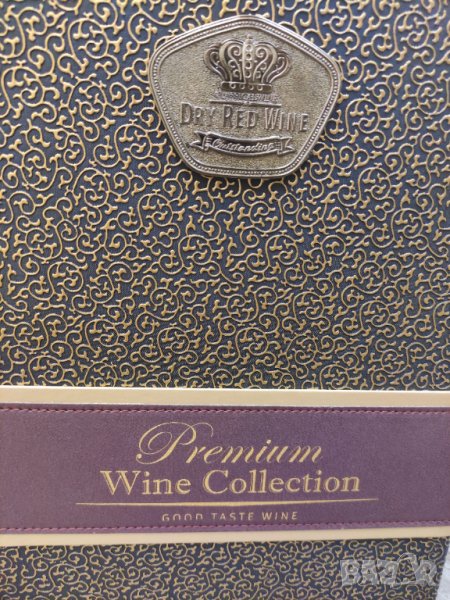 DRY RED WINE
Outstanding
Premium
Wine Collection
GOOD TASTE WINE